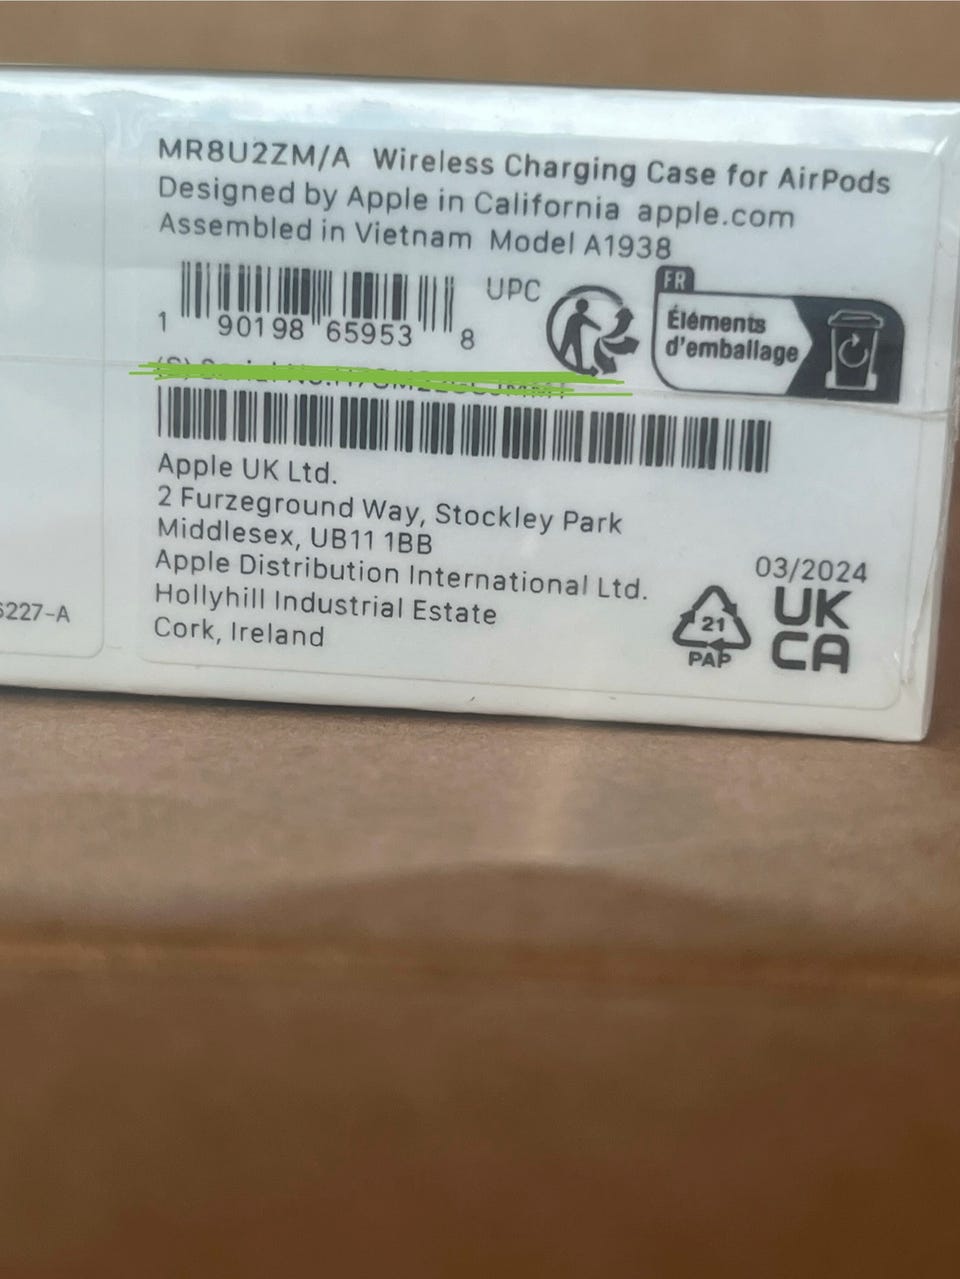 MR8U2ZM/A Wireless Charging Case for AirPods
Designed by Apple in California apple.com
Assembled in Vietnam Model A1938
UPC
1 90198 65953 8
FR
Éléments
d'emballage
Apple UK Ltd.
2 Furzeground Way, Stockley Park
Middlesex, UB11 1BB
Apple Distribution International Ltd.
Hollyhill Industrial Estate
Cork, Ireland
03/2024
21
PAP
UK
CA
6227-A